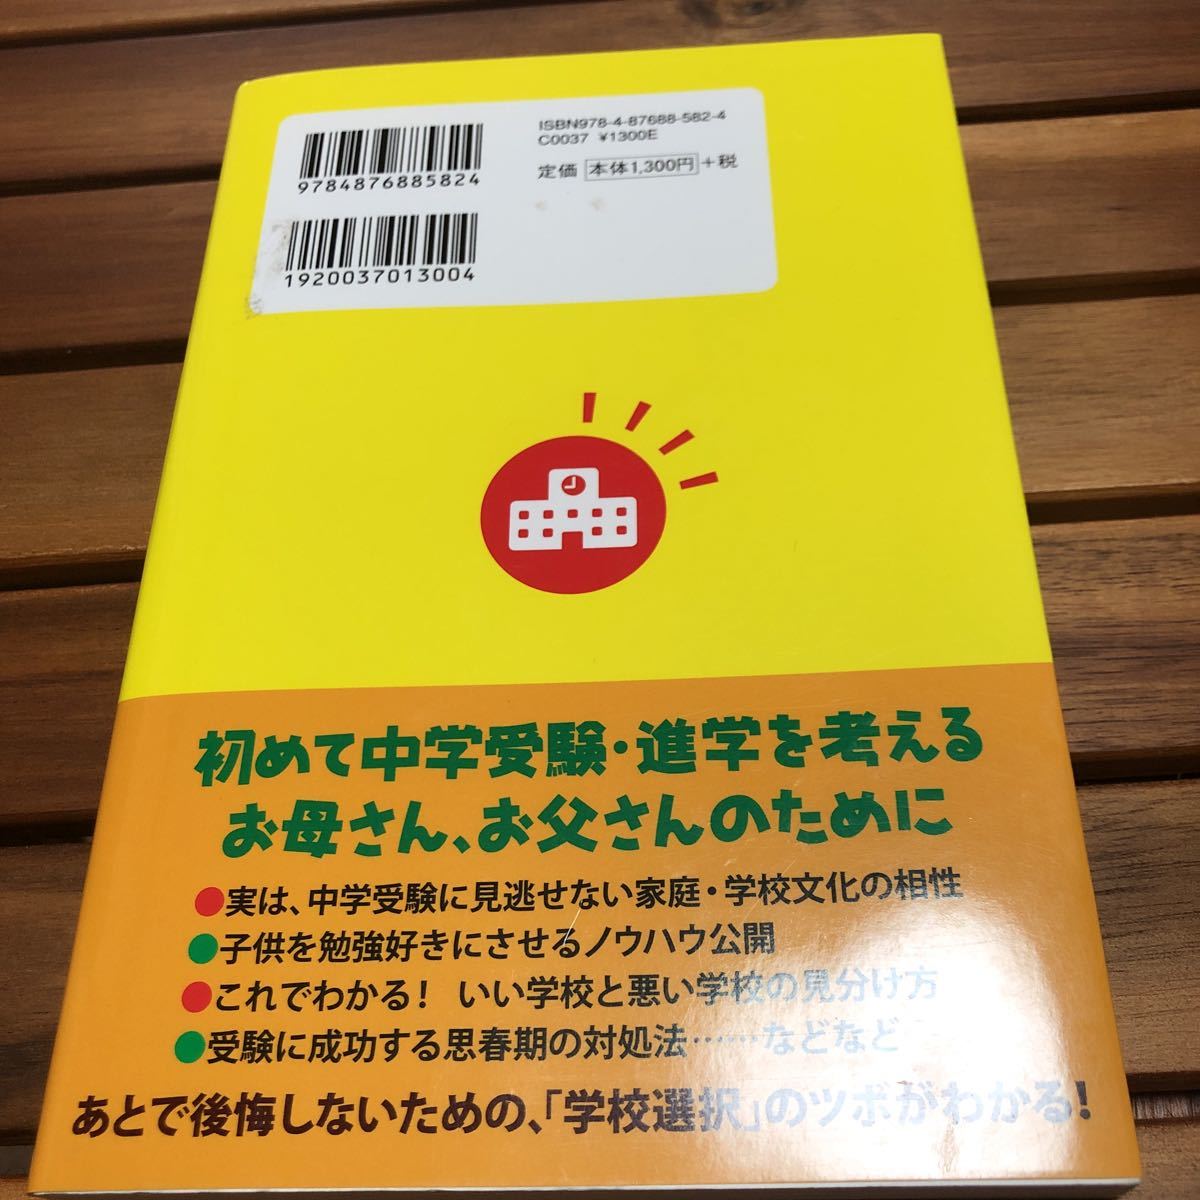 ISBN978-4-87688-582-4
C0037 ¥1300E
定価 本体1,300円+税
9784876885824
1920037013004
初めて中学受験・進学を考える
お母さん、お父さんのために
●実は、中学受験に見逃せない家庭・学校文化の相性
●子供を勉強好きにさせるノウハウ公開
●これでわかる! いい学校と悪い学校の見分け方
●受験に成功する思春期の対処法……などなど
あとで後悔しないための、「学校選択」のツボがわかる!